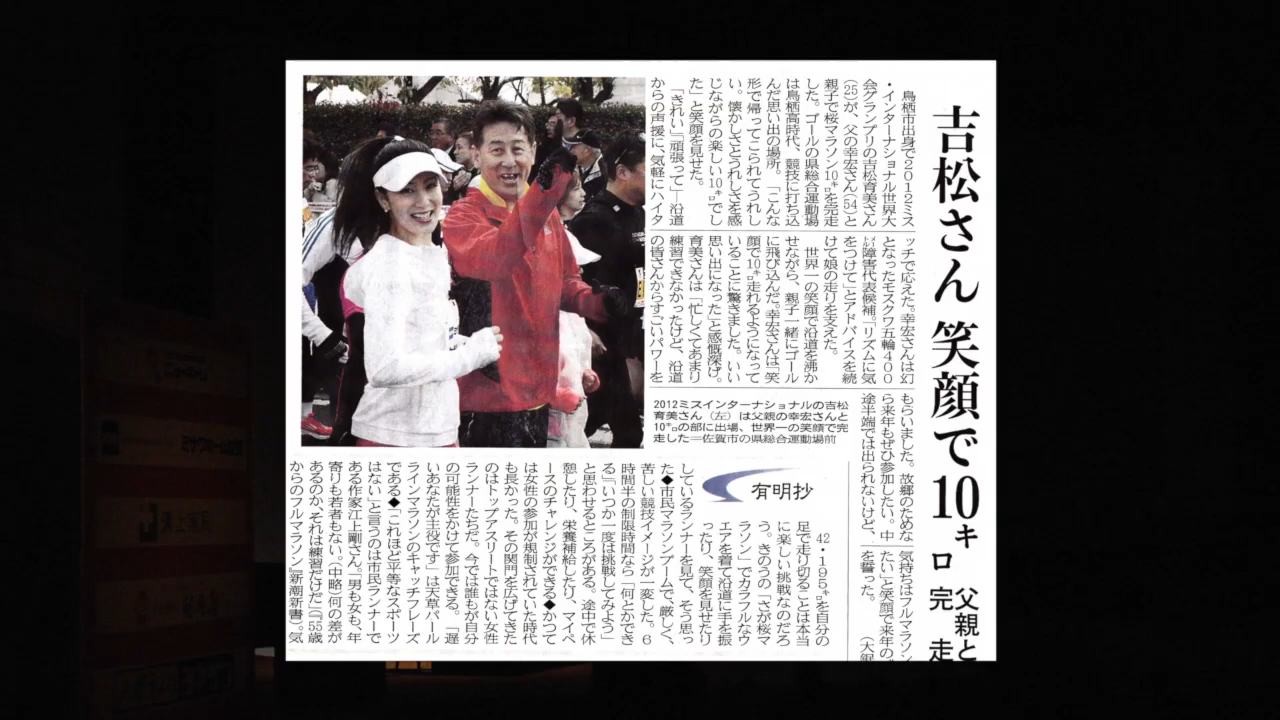 吉松さん 笑顔で10キロ
父親と
完走
鳥栖市出身で2012ミス
・インターナショナル世界大
会グランプリの吉松育美さん
(25)が、父の幸宏さん(54)と
親子で桜マラソン10㌔を完走
した。ゴールの県総合運動場
は鳥栖高時代、競技に打ち込
んだ思い出の場所。「こんな
形で帰ってこられてうれし
い。懐かしさとうれしさを感
じながらの楽しい10㌔でし
た」と笑顔を見せた。
「きれい」「頑張って」―沿道
からの声援に、気軽にハイタ
ッチで応えた。幸宏さんは幻
となったモスクワ五輪400
㍍障害代表候補。「リズムに気
をつけて」とアドバイスを続
けて娘の走りを支えた。
世界一の笑顔で沿道を沸か
せながら、親子一緒にゴール
に飛び込んだ。幸宏さんは「笑
顔で10㌔走れるようになって
いることに驚きました。いい
思い出になった」と感慨深げ。
育美さんは「忙しくてあまり
練習できなかったけど、沿道
の皆さんからすごいパワーを
もらいました。故郷のためな
ら来年もぜひ参加したい。中
途半端では出られないけど、
気持ちはフルマラソン
たい」と笑顔で来年の
を誓った。
2012ミスインターナショナルの吉松
育美さん(左)は父親の幸宏さんと
10㌔の部に出場、世界一の笑顔で完
走した=佐賀市の県総合運動場前
有明抄
42・195㌔を自分の
足で走り切ることは本当
に楽しい挑戦なのだろ
う。きのうの「さが桜マ
ラソン」でカラフルなウ
エアを着て沿道に手を振
ったり、笑顔を見せたり
しているランナーを見て、そう思っ
た◆市民マラソンブームで、厳しく、
苦しい競技イメージが一変した。6
時間半の制限時間なら「何とかでき
る」「いつか一度は挑戦してみよう」
と思わせるところがある。途中で休
憩したり、栄養補給したり、マイペ
ースのチャレンジができる◆かつて
は女性の参加が規制されていた時代
も長かった。その関門を広げてきた
のはトップアスリートではない女性
ランナーたちだ。今では誰もが自分
の可能性をかけて参加できる。「遅
いあなたが主役です」は天草パール
ラインマラソンのキャッチフレーズ
である◆「これほど平等なスポーツ
はない」と言うのは市民ランナーで
ある作家江上剛さん。「男も女も、年
寄りも若者もない。(中略)何の差が
あるのか、それは練習だけだ」(『55歳
からのフルマラソン』新潮新書)。気